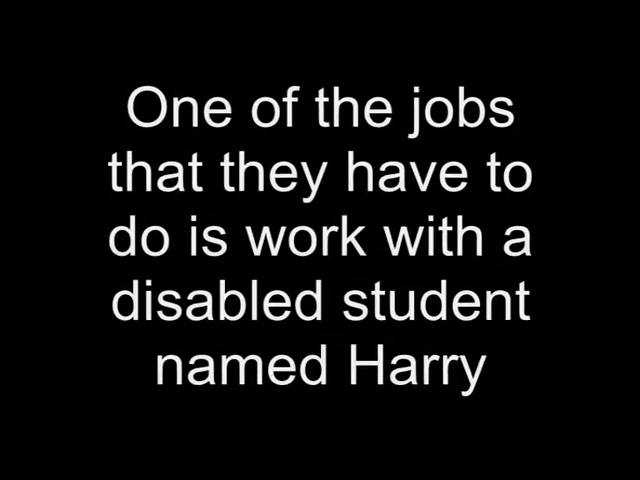 One of the jobs
that they have to
do is work with a
disabled student
named Harry